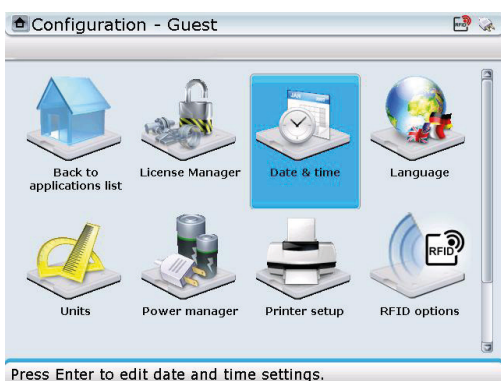 Configuration - Guest
Back to
applications list
License Manager
Date & time
Language
JAN
Units
Power manager
Printer setup
RFID options
RFID
Press Enter to edit date and time settings.